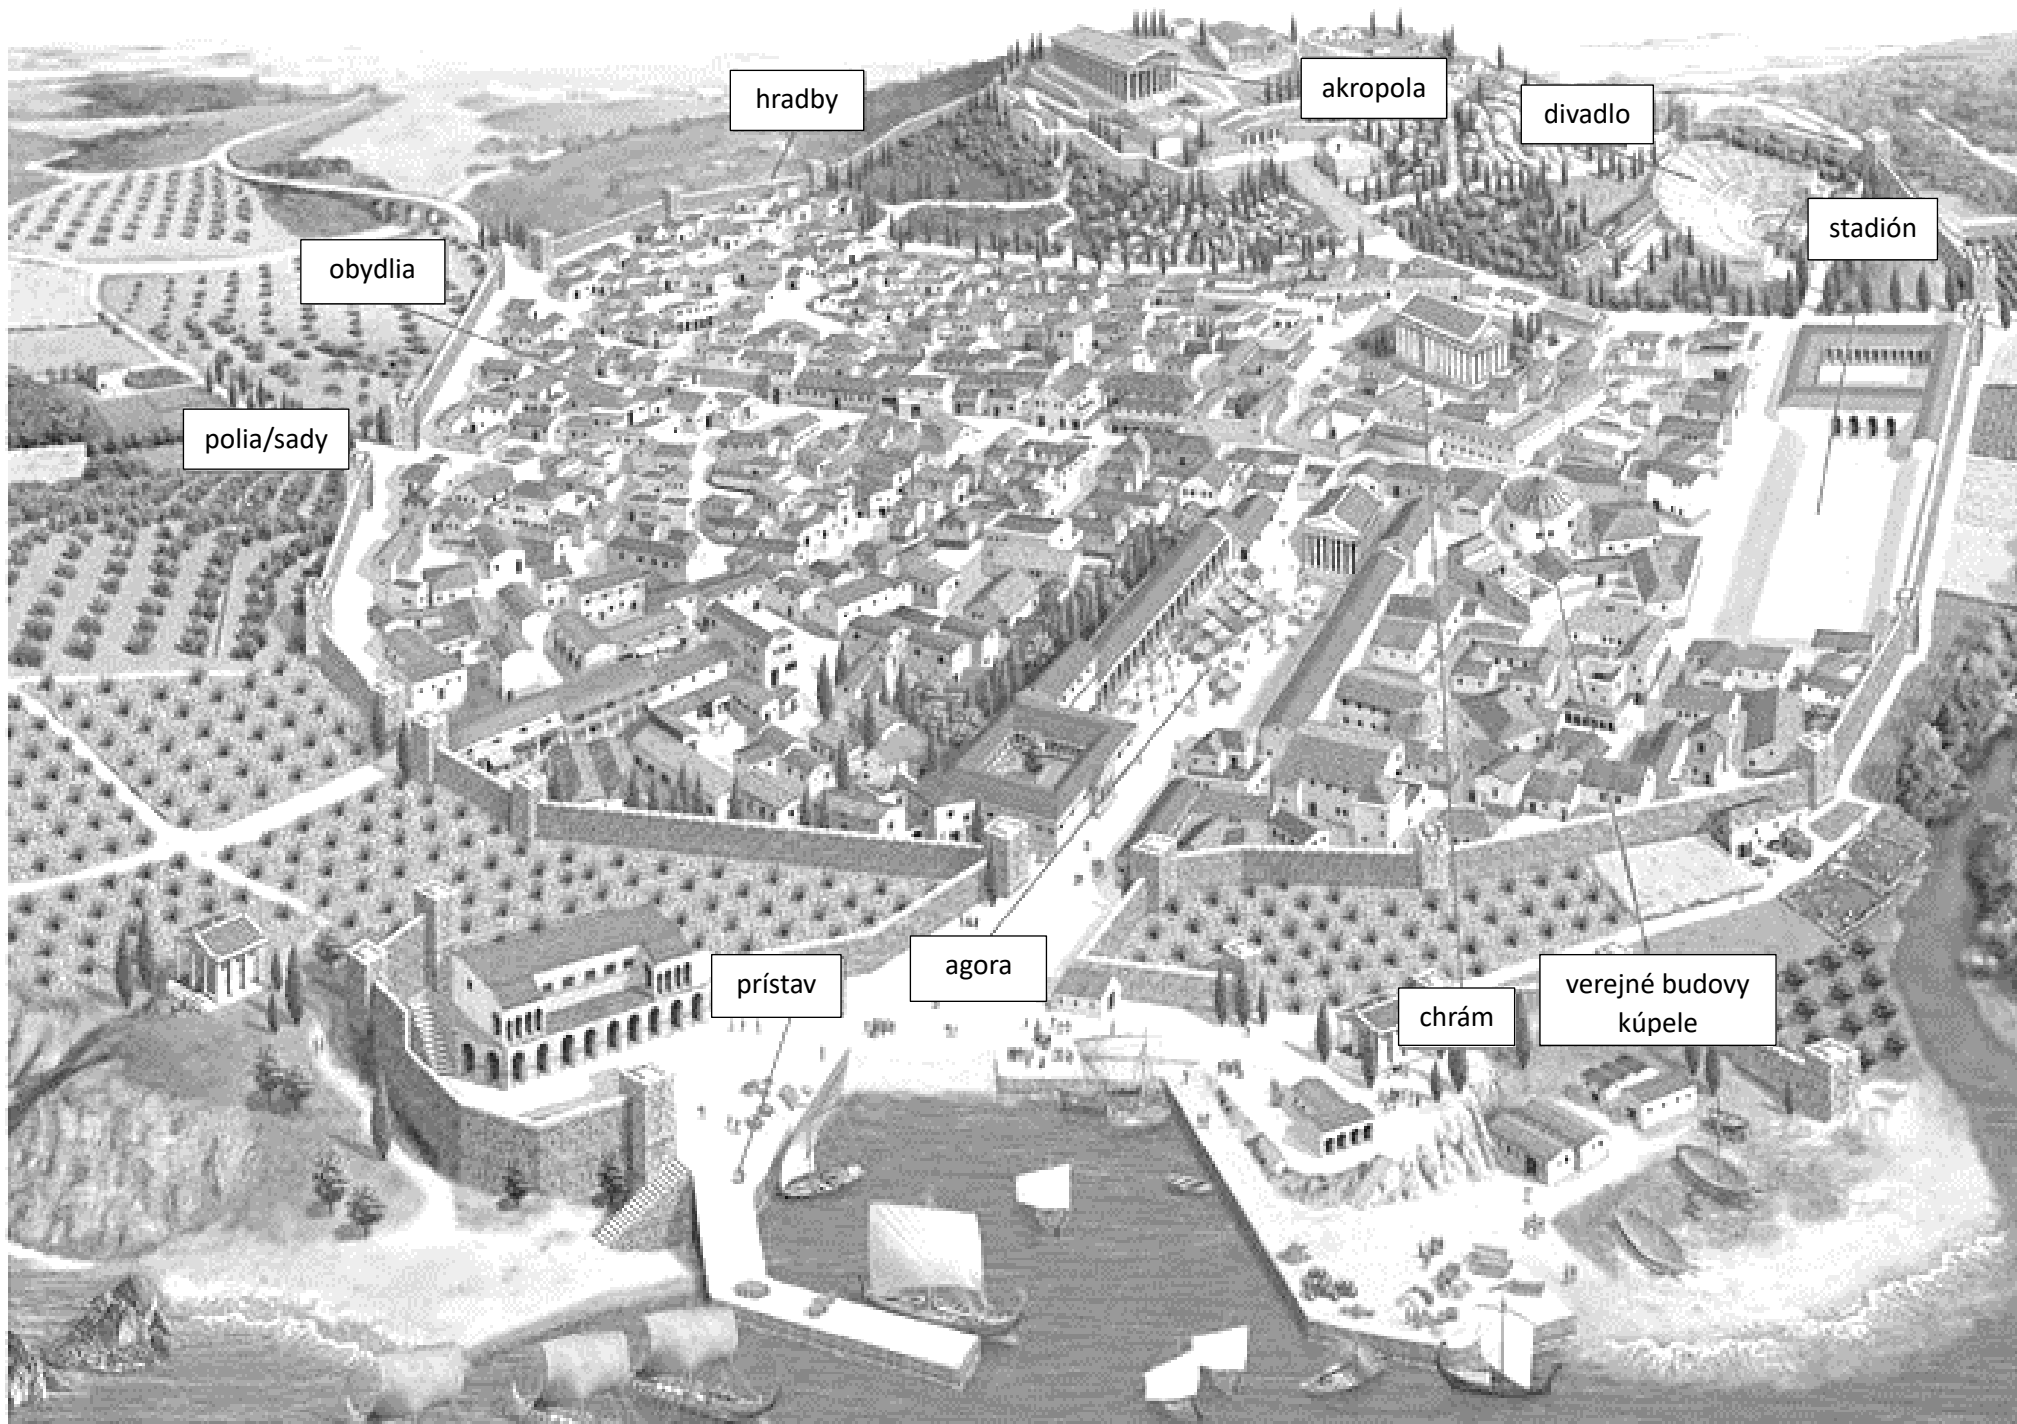 akropola
hradby
divadlo
stadión
obydlia
polia/sady
agora
prístav
verejné budovy
kúpele
chrám